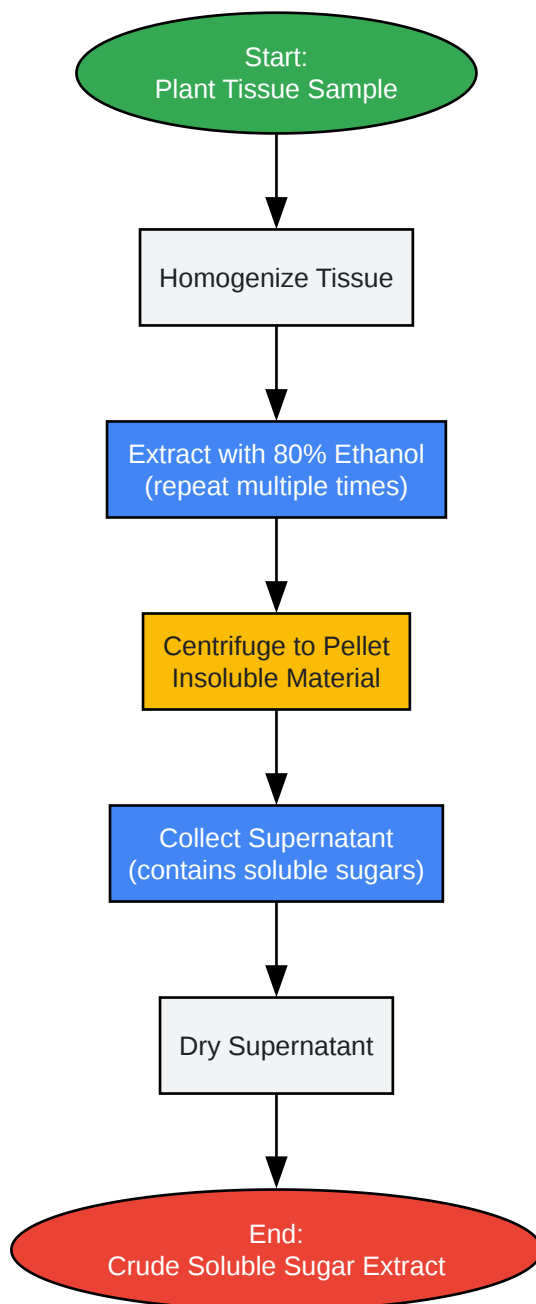 Start:
Plant Tissue Sample
Homogenize Tissue
Extract with 80% Ethanol
(repeat multiple times)
Centrifuge to Pellet
Insoluble Material
Collect Supernatant
(contains soluble sugars)
Dry Supernatant
End:
Crude Soluble Sugar Extract